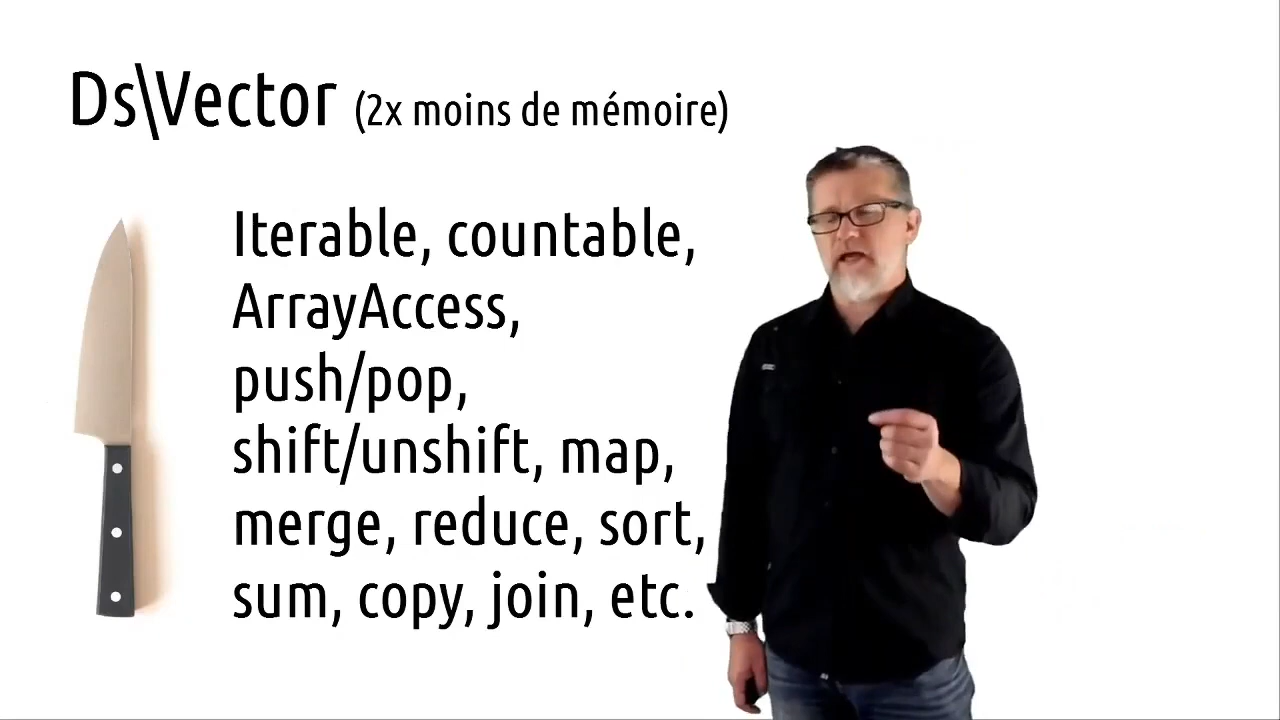 Ds\Vector (2x moins de mémoire)
Iterable, countable,
ArrayAccess,
push/pop,
shift/unshift, map,
merge, reduce, sort,
sum, copy, join, etc.